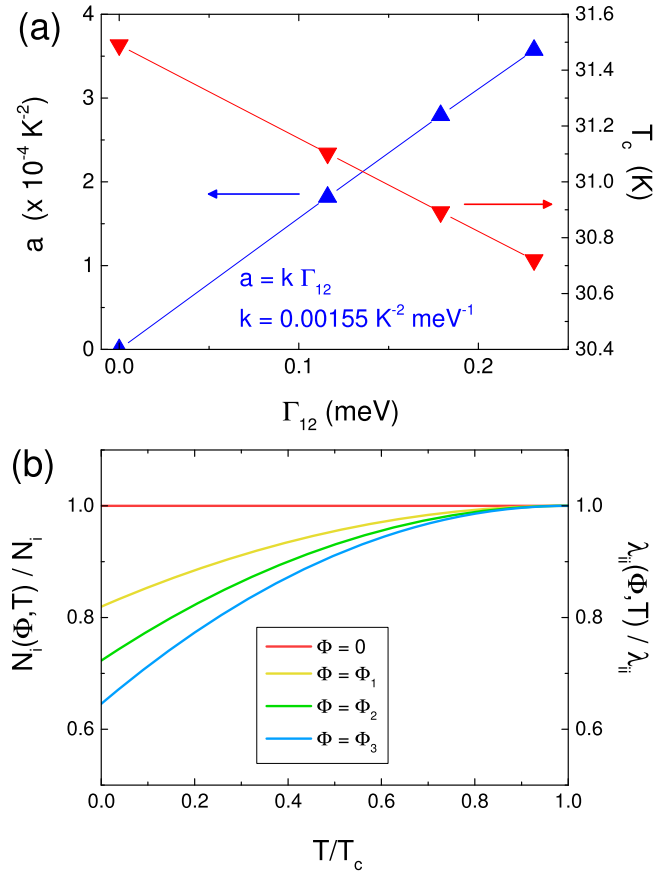 (a)
4
3
2
1
0
a (x 10⁻⁴ K⁻²)
31.6
31.4
31.2
31.0
30.8
30.6
30.4
T_c (K)
a = k Γ₁₂
k = 0.00155 K⁻² meV⁻¹
0.0
0.1
0.2
Γ₁₂ (meV)
(b)
1.0
0.8
0.6
N_i(Φ,T) / N_i
1.0
0.8
0.6
λ_ii(Φ,T) / λ_ii
Φ = 0
Φ = Φ₁
Φ = Φ₂
Φ = Φ₃
0.0
0.2
0.4
0.6
0.8
1.0
T/T_c